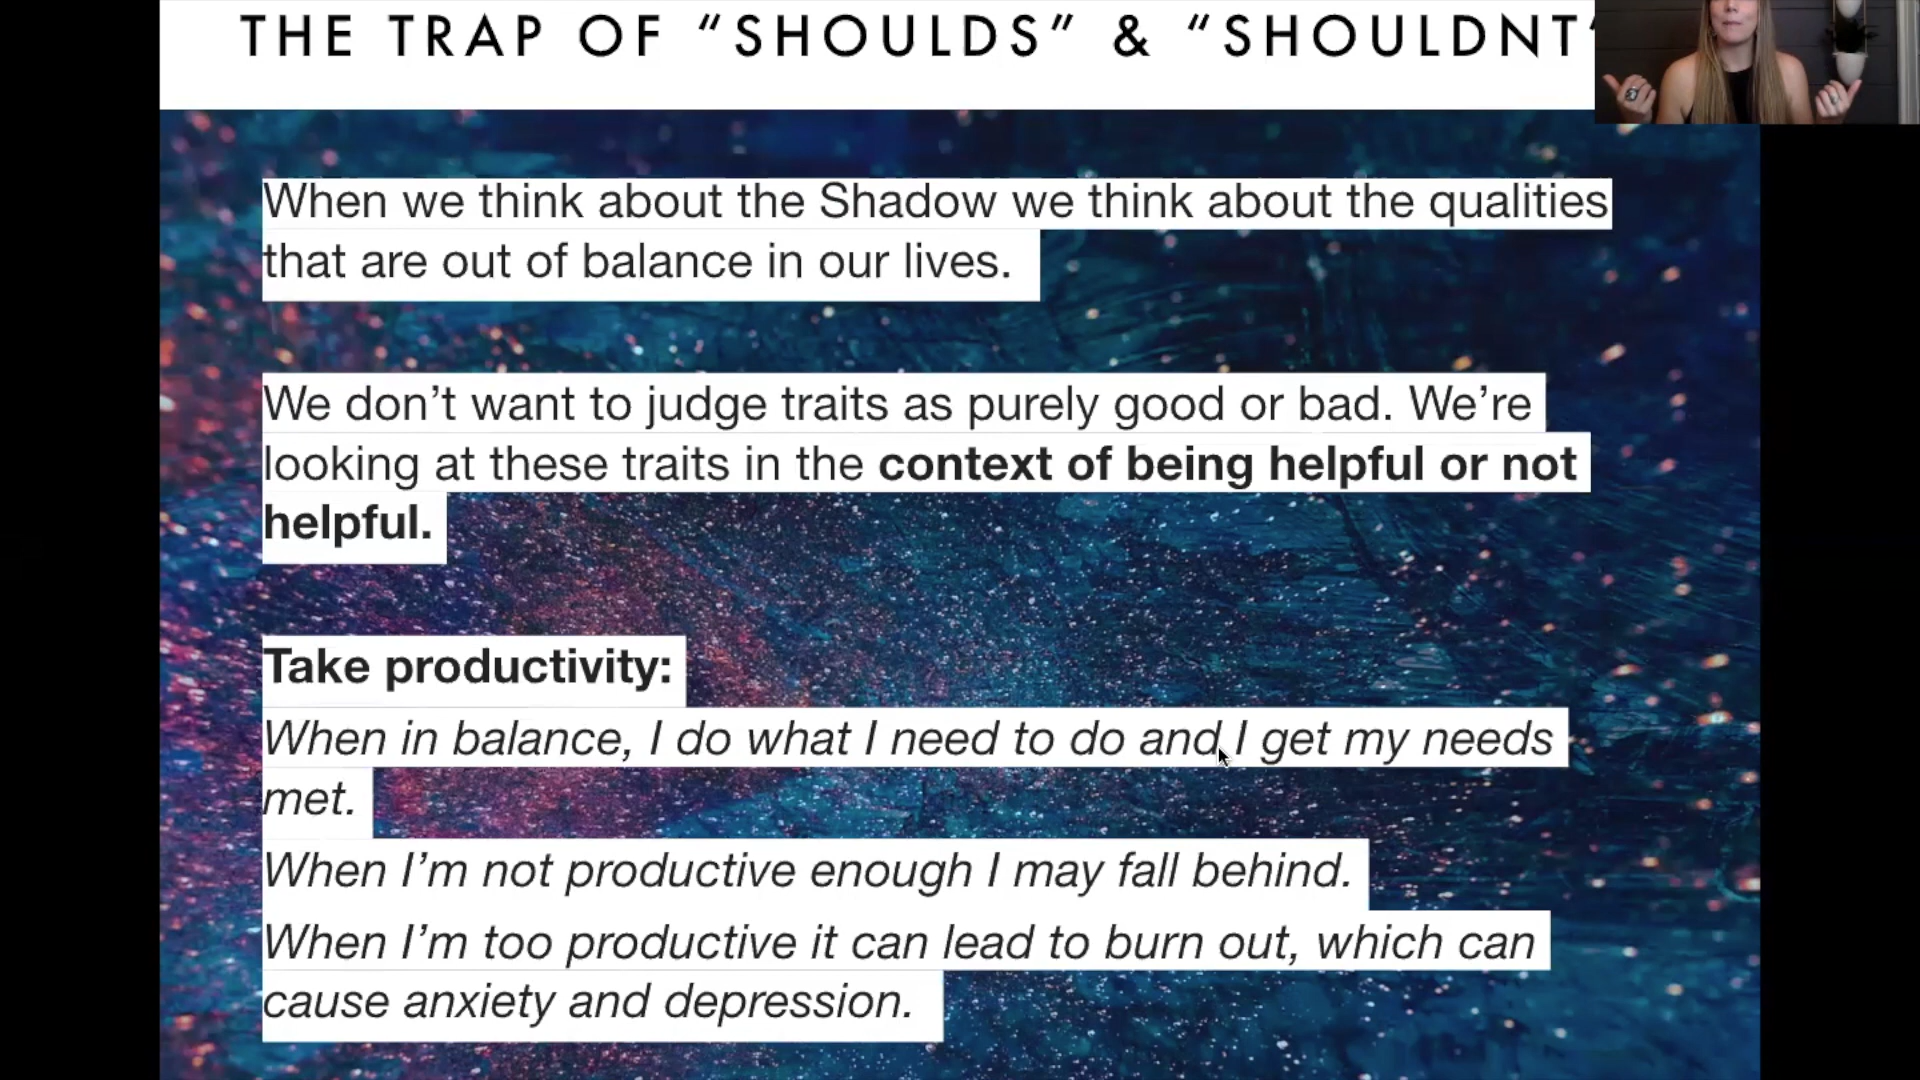 THE TRAP OF “SHOULDS” & “SHOULDNT’
When we think about the Shadow we think about the qualities
that are out of balance in our lives.
We don’t want to judge traits as purely good or bad. We’re
looking at these traits in the context of being helpful or not
helpful.
Take productivity:
When in balance, I do what I need to do and I get my needs
met.
When I’m not productive enough I may fall behind.
When I’m too productive it can lead to burn out, which can
cause anxiety and depression.